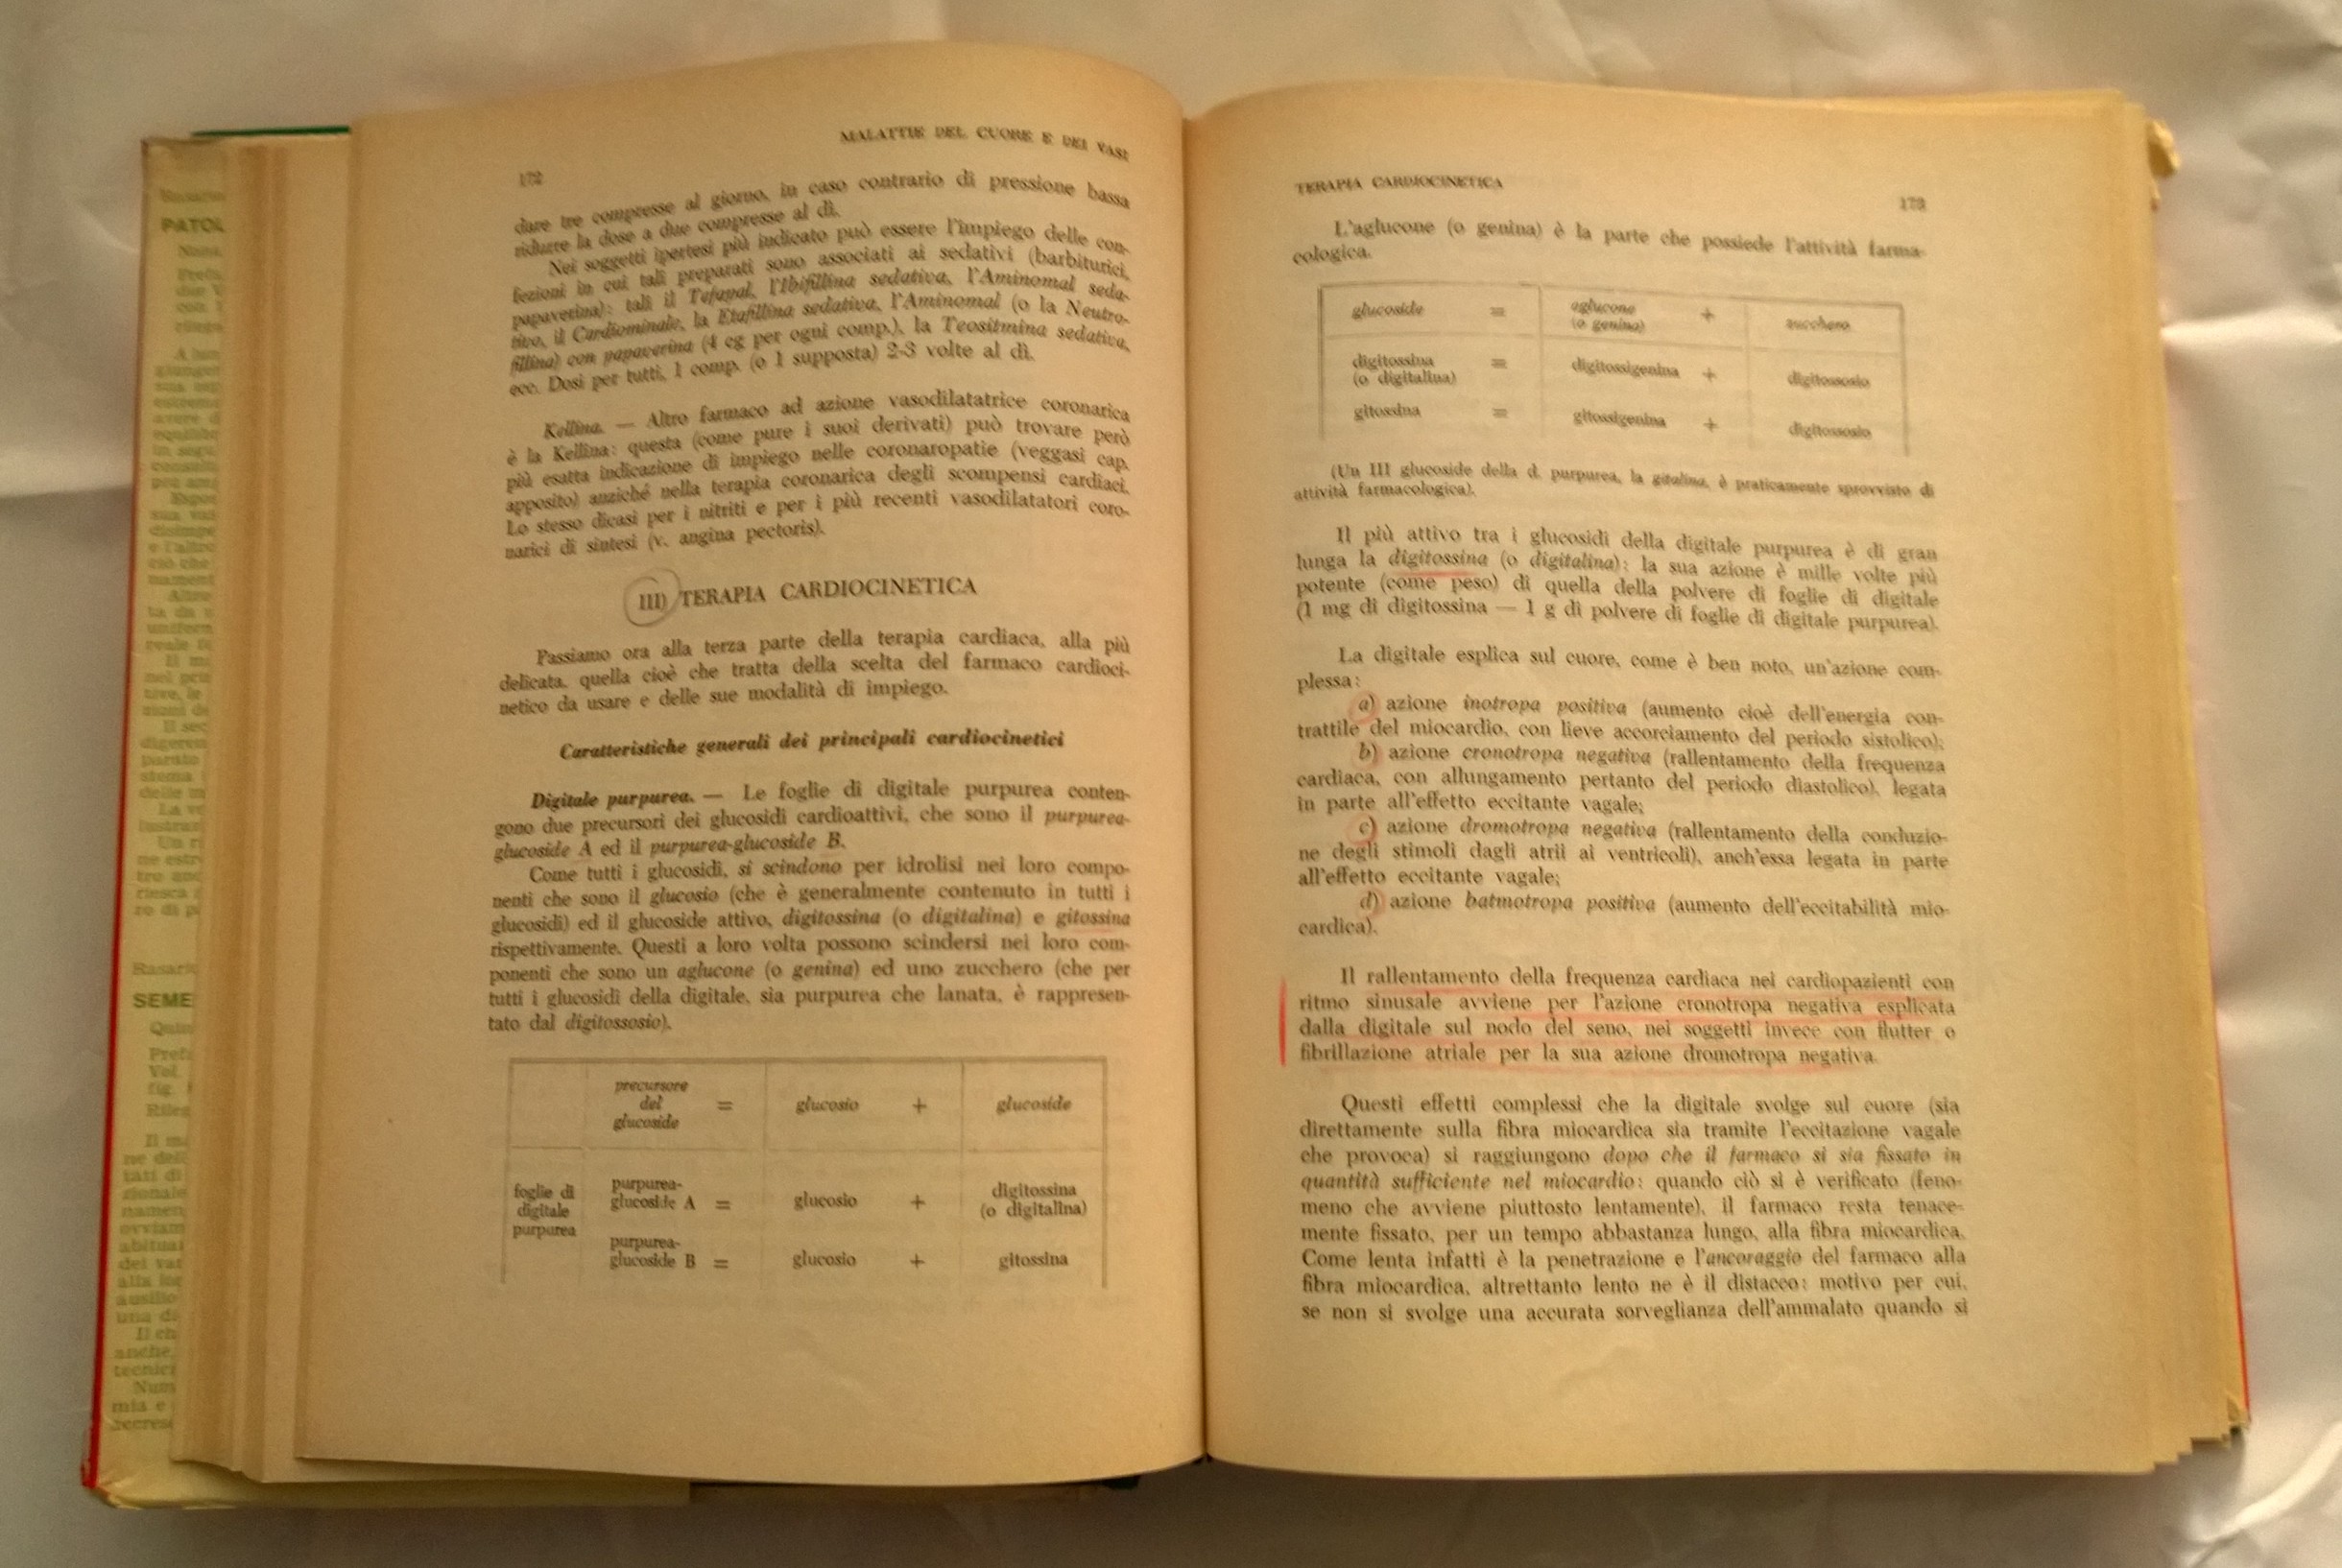 MALATTIE DEL CUORE E DEI VASI
172
dare tre compresse al giorno, in caso contrario di pressione bassa
ridurre la dose a due compresse al dì.
Nei soggetti ipertesi più indicato può essere l'impiego delle con-
fezioni in cui tali preparati sono associati ai sedativi (barbiturici,
papaverina): tali il Tefapal, l'Ibifillina sedativa, l'Aminomal seda-
tivo, il Cardiominale, la Etafillina sedativa, l'Aminomal (o la Neutro-
fillina) con papaverina (4 cg per ogni comp.), la Teositmina sedativa,
ecc. Dosi per tutti, 1 comp. (o 1 supposta) 2-3 volte al dì.
Kellina. — Altro farmaco ad azione vasodilatatrice coronarica
è la Kellina: questa (come pure i suoi derivati) può trovare però
più esatta indicazione di impiego nelle coronaropatie (veggasi cap.
apposito) anziché nella terapia coronarica degli scompensi cardiaci.
Lo stesso dicasi per i nitriti e per i più recenti vasodilatatori coro-
narici di sintesi (v. angina pectoris).
III) TERAPIA CARDIOCINETICA
Passiamo ora alla terza parte della terapia cardiaca, alla più
delicata, quella cioè che tratta della scelta del farmaco cardioci-
netico da usare e delle sue modalità di impiego.
Caratteristiche generali dei principali cardiocinetici
Digitale purpurea. — Le foglie di digitale purpurea conten-
gono due precursori dei glucosidi cardioattivi, che sono il purpurea-
glucoside A ed il purpurea-glucoside B.
Come tutti i glucosidi, si scindono per idrolisi nei loro compo-
nenti che sono il glucosio (che è generalmente contenuto in tutti i
glucosidi) ed il glucoside attivo, digitossina (o digitalina) e gitossina
rispettivamente. Questi a loro volta possono scindersi nei loro com-
ponenti che sono un aglucone (o genina) ed uno zucchero (che per
tutti i glucosidi della digitale, sia purpurea che lanata, è rappresen-
tato dal digitossosio).
precursore
del
glucoside = glucosio + glucoside
foglie di
digitale
purpurea
purpurea-
glucoside A = glucosio + digitossina
(o digitalina)
purpurea-
glucoside B = glucosio + gitossina
TERAPIA CARDIOCINETICA
173
L'aglucone (o genina) è la parte che possiede l'attività farma-
cologica.
glucoside = aglucone
(o genina) + zucchero
digitossina
(o digitalina) = digitossigenina + digitossosio
gitossina = gitossigenina + digitossosio
(Un III glucoside della d. purpurea, la gitalina, è praticamente sprovvisto di
attività farmacologica).
Il più attivo tra i glucosidi della digitale purpurea è di gran
lunga la digitossina (o digitalina); la sua azione è mille volte più
potente (come peso) di quella della polvere di foglie di digitale
(1 mg di digitossina — 1 g di polvere di foglie di digitale purpurea).
La digitale esplica sul cuore, come è ben noto, un'azione com-
plessa:
a) azione inotropa positiva (aumento cioè dell'energia con-
trattile del miocardio, con lieve accorciamento del periodo sistolico);
b) azione cronotropa negativa (rallentamento della frequenza
cardiaca, con allungamento pertanto del periodo diastolico), legata
in parte all'effetto eccitante vagale;
c) azione dromotropa negativa (rallentamento della conduzio-
ne degli stimoli dagli atrii ai ventricoli), anch'essa legata in parte
all'effetto eccitante vagale;
d) azione batmotropa positiva (aumento dell'eccitabilità mio-
cardica).
Il rallentamento della frequenza cardiaca nei cardiopazienti con
ritmo sinusale avviene per l'azione cronotropa negativa esplicata
dalla digitale sul nodo del seno, nei soggetti invece con flutter o
fibrillazione atriale per la sua azione dromotropa negativa.
Questi effetti complessi che la digitale svolge sul cuore (sia
direttamente sulla fibra miocardica sia tramite l'eccitazione vagale
che provoca) si raggiungono dopo che il farmaco si sia fissato in
quantità sufficiente nel miocardio: quando ciò si è verificato (feno-
meno che avviene piuttosto lentamente), il farmaco resta tenace-
mente fissato, per un tempo abbastanza lungo, alla fibra miocardica.
Come lenta infatti è la penetrazione e l'ancoraggio del farmaco alla
fibra miocardica, altrettanto lento ne è il distacco: motivo per cui,
se non si svolge una accurata sorveglianza dell'ammalato quando si